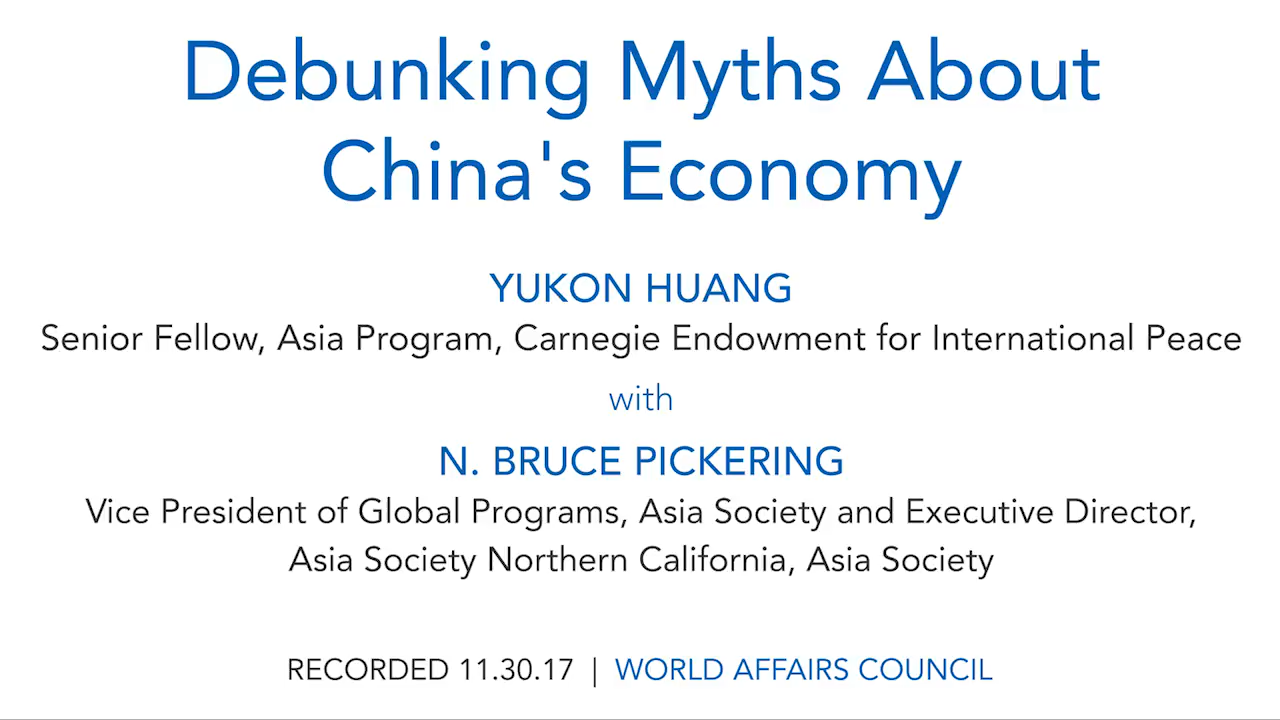 Debunking Myths About
China's Economy
YUKON HUANG
Senior Fellow, Asia Program, Carnegie Endowment for International Peace
with
N. BRUCE PICKERING
Vice President of Global Programs, Asia Society and Executive Director,
Asia Society Northern California, Asia Society
RECORDED 11.30.17 | WORLD AFFAIRS COUNCIL